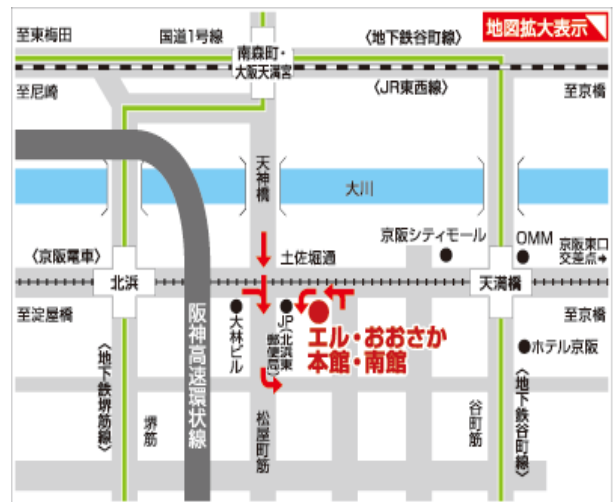 地図拡大表示
至東梅田
国道1号線
〈地下鉄谷町線〉
南森町・
大阪天満宮
至尼崎
〈JR東西線〉
至京橋
天神橋
大川
京阪シティモール
OMM
京阪東口
交差点→
〈京阪電車〉
土佐堀通
北浜
天満橋
至淀屋橋
至京橋
大林ビル
JP(北浜東
郵便局)
エル・おおさか
本館・南館
ホテル京阪
阪神高速環状線
〈地下鉄堺筋線〉
堺筋
松屋町筋
谷町筋
〈地下鉄谷町線〉